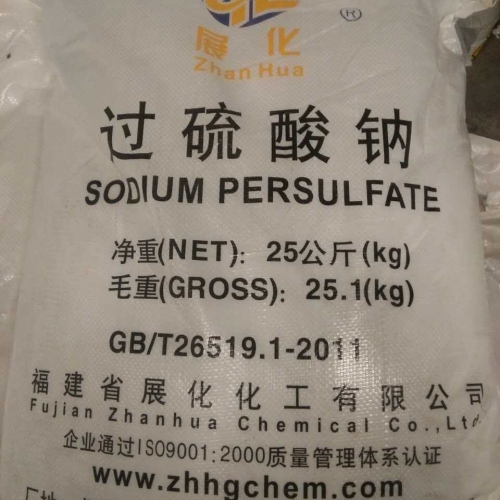 ®
展化
ZhanHua
过硫酸钠
SODIUM PERSULFATE
净重(NET): 25公斤(kg)
毛重(GROSS): 25.1(kg)
GB/T26519.1-2011
福建省展化化工有限公司
Fujian Zhanhua Chemical Co.,Ltd
企业通过ISO9001:2000质量管理体系认证
www.zhhgchem.com
厂地